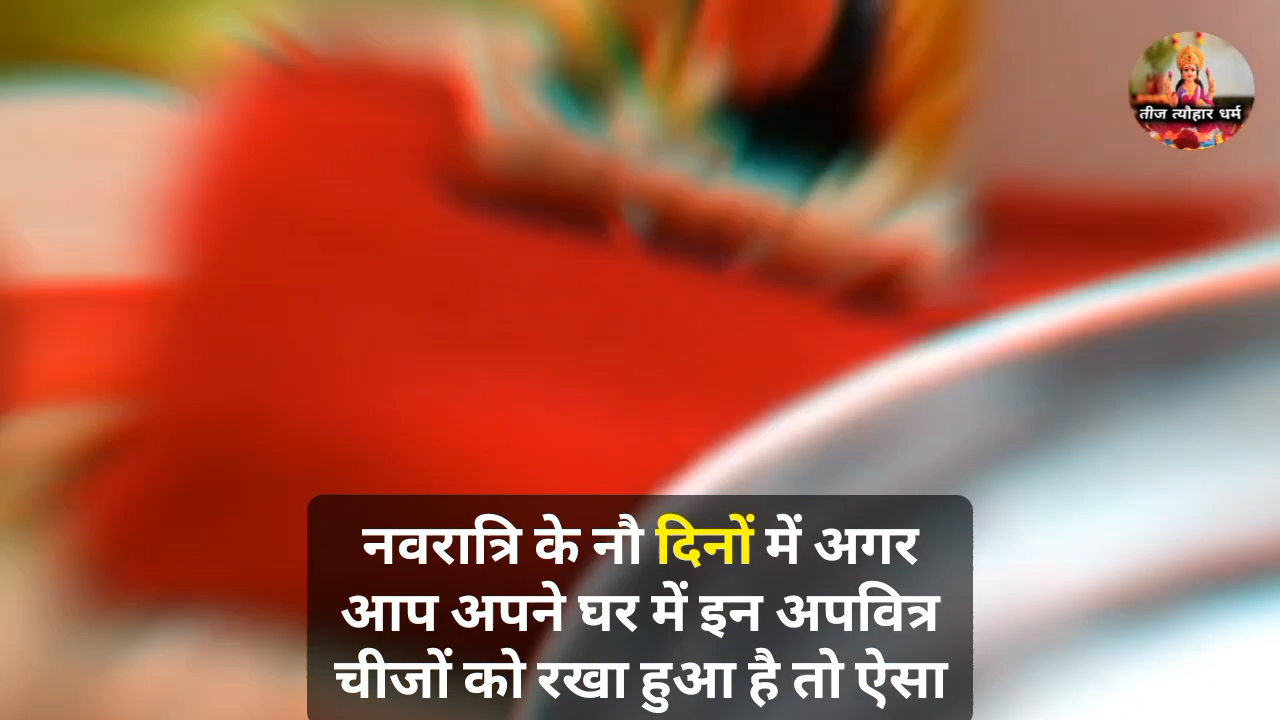 तीज त्यौहार धर्म
नवरात्रि के नौ दिनों में अगर
आप अपने घर में इन अपवित्र
चीजों को रखा हुआ है तो ऐसा